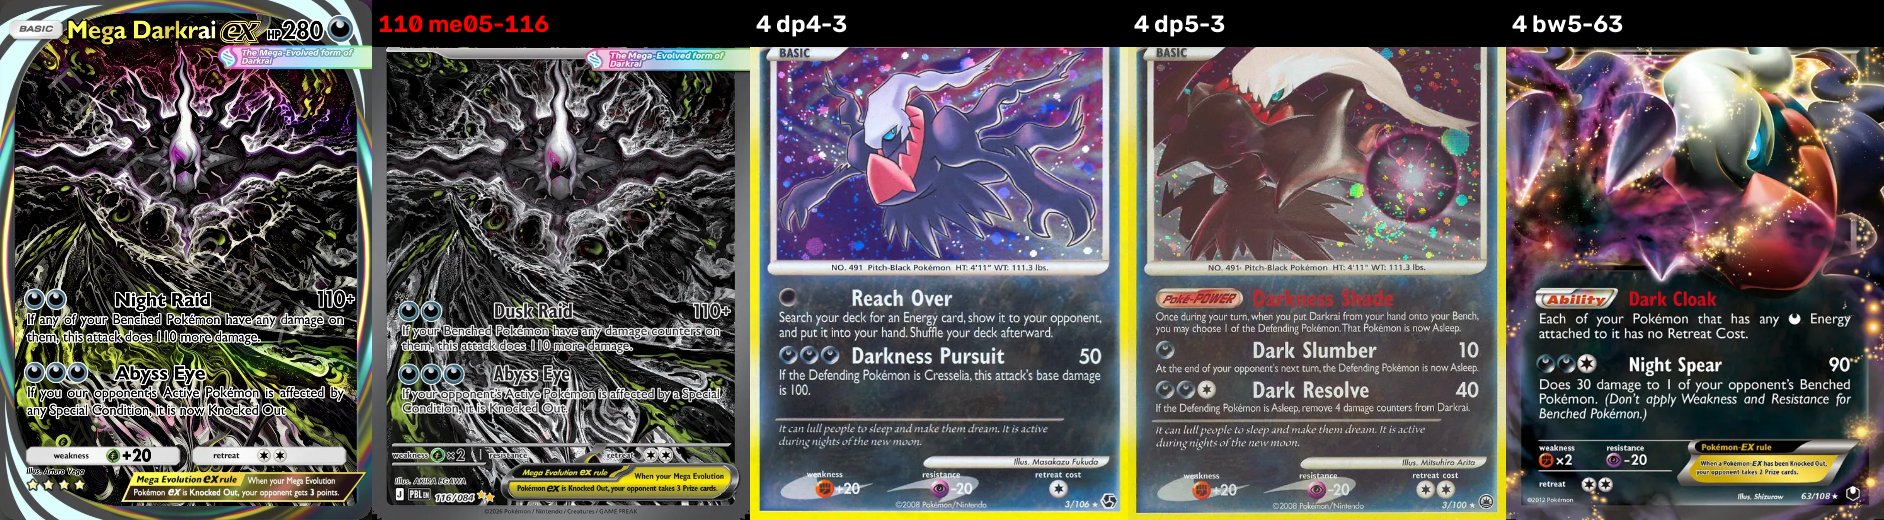 BASIC Mega Darkrai ex HP280
The Mega-Evolved form of
Darkrai
Night Raid 110+
If any of your Benched Pokémon have any damage on
them, this attack does 110 more damage.
Abyss Eye
If you our opponent's Active Pokémon is affected by
any Special Condition, it is now Knocked Out
weakness +20 retreat
Illus. Arturo Vega
Mega Evolution ex rule When your Mega Evolution
Pokémon ex is Knocked Out, your opponent gets 3 points.
110 me05-116
The Mega-Evolved form of
Darkrai
Dusk Raid 110+
If your Benched Pokémon have any damage counters on
them, this attack does 110 more damage.
Abyss Eye
If your opponent's Active Pokémon is affected by a Special
Condition, it is Knocked Out.
weakness ×2 resistance retreat
Illus. AKIRA EGAWA
J PBL EN 116/084
Mega Evolution ex rule When your Mega Evolution
Pokémon ex is Knocked Out, your opponent takes 3 Prize cards.
©2026 Pokémon / Nintendo / Creatures / GAME FREAK
4 dp4-3
BASIC
NO. 491 Pitch-Black Pokémon HT: 4'11" WT: 111.3 lbs.
Reach Over
Search your deck for an Energy card, show it to your opponent,
and put it into your hand. Shuffle your deck afterward.
Darkness Pursuit 50
If the Defending Pokémon is Cresselia, this attack's base damage
is 100.
It can lull people to sleep and make them dream. It is active
during nights of the new moon.
Illus. Masakazu Fukuda
weakness resistance retreat cost
+20 -20
©2008 Pokémon/Nintendo 3/106
4 dp5-3
BASIC
NO. 491 Pitch-Black Pokémon HT: 4'11" WT: 111.3 lbs.
Poké-POWER Darkness Shade
Once during your turn, when you put Darkrai from your hand onto your Bench,
you may choose 1 of the Defending Pokémon. That Pokémon is now Asleep.
Dark Slumber 10
At the end of your opponent's next turn, the Defending Pokémon is now Asleep.
Dark Resolve 40
If the Defending Pokémon is Asleep, remove 4 damage counters from Darkrai.
It can lull people to sleep and make them dream. It is active
during nights of the new moon.
Illus. Mitsuhiro Arita
weakness resistance retreat cost
+20 -20
©2008 Pokémon/Nintendo 3/100
4 bw5-63
Ability Dark Cloak
Each of your Pokémon that has any Energy
attached to it has no Retreat Cost.
Night Spear 90
Does 30 damage to 1 of your opponent's Benched
Pokémon. (Don't apply Weakness and Resistance for
Benched Pokémon.)
weakness resistance
×2 -20
retreat
Pokémon-EX rule
When a Pokémon-EX has been Knocked Out,
your opponent takes 2 Prize cards.
©2012 Pokémon Illus. Shizurow 63/108